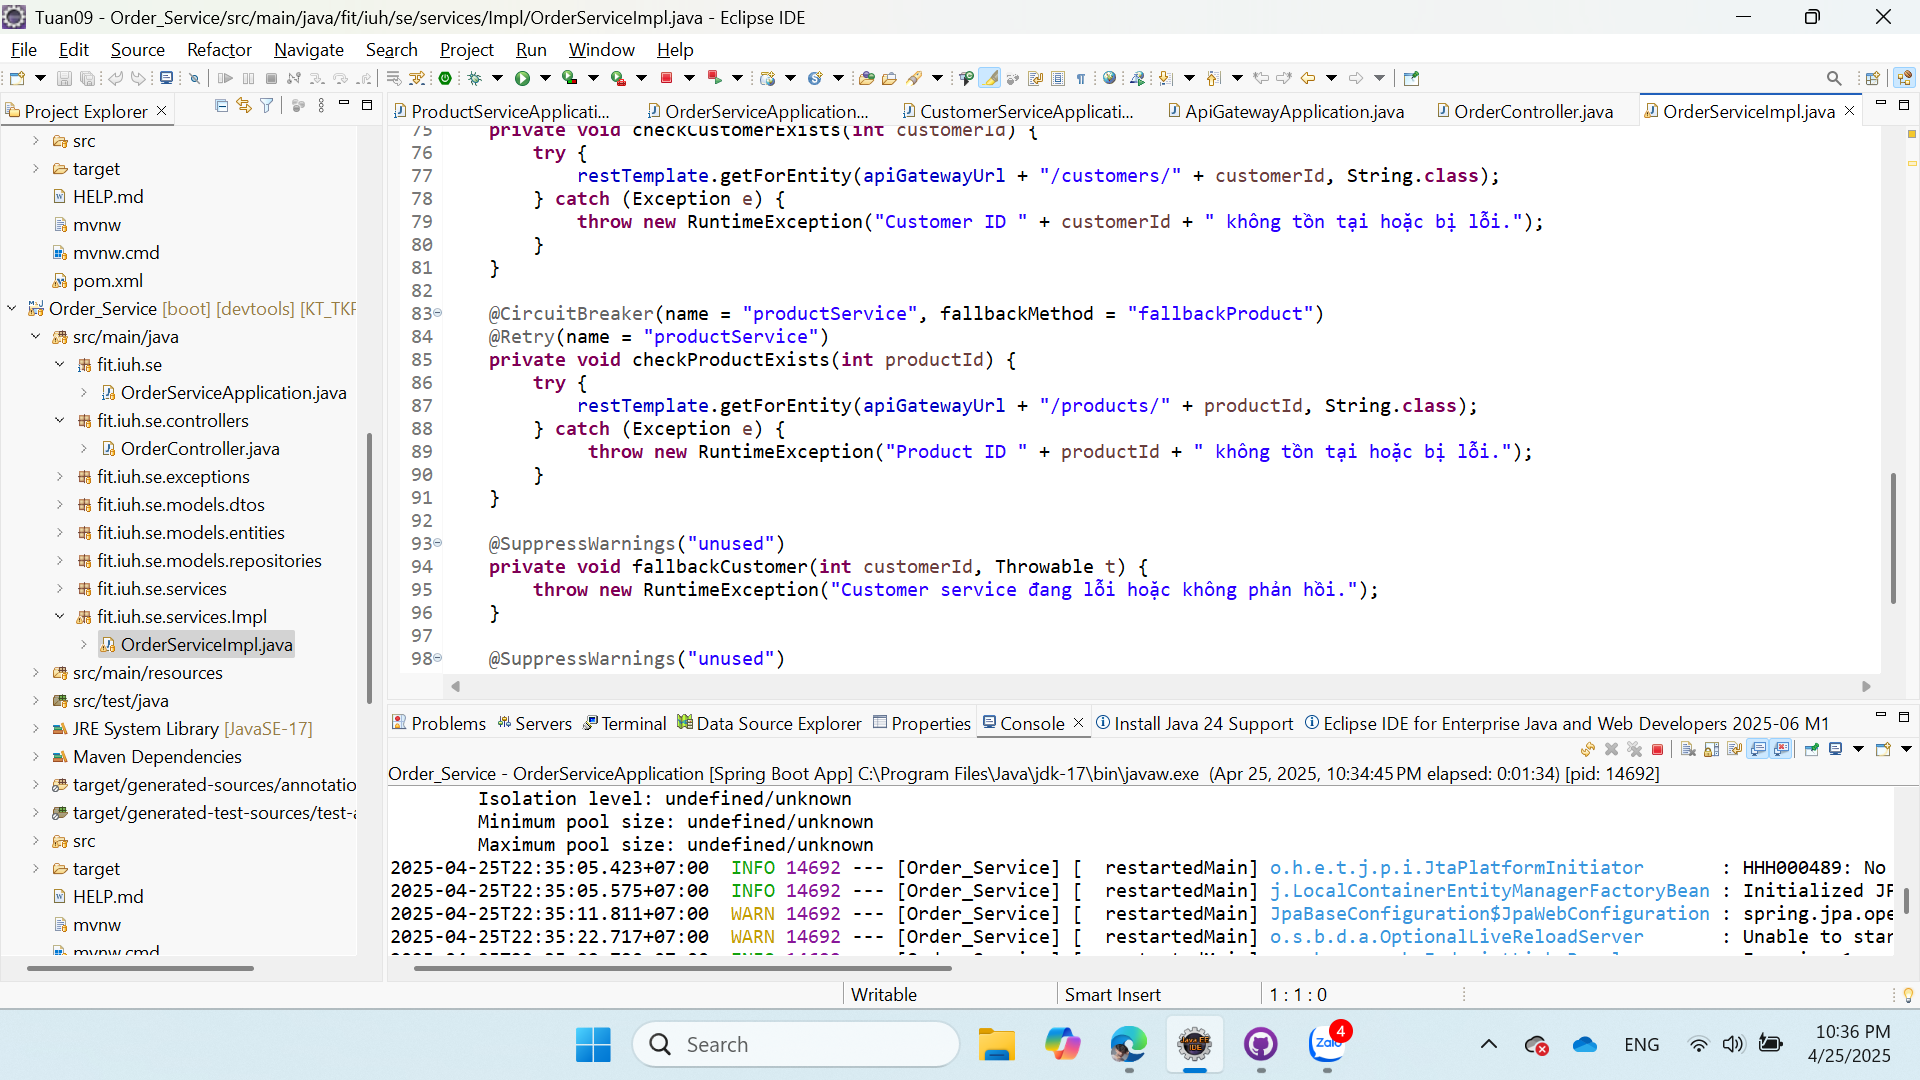 Tuan09 - Order_Service/src/main/java/fit/iuh/se/services/Impl/OrderServiceImpl.java - Eclipse IDE
File Edit Source Refactor Navigate Search Project Run Window Help
Project Explorer
src
target
HELP.md
mvnw
mvnw.cmd
pom.xml
Order_Service [boot] [devtools] [KT_TKP
src/main/java
fit.iuh.se
OrderServiceApplication.java
fit.iuh.se.controllers
OrderController.java
fit.iuh.se.exceptions
fit.iuh.se.models.dtos
fit.iuh.se.models.entities
fit.iuh.se.models.repositories
fit.iuh.se.services
fit.iuh.se.services.Impl
OrderServiceImpl.java
src/main/resources
src/test/java
JRE System Library [JavaSE-17]
Maven Dependencies
target/generated-sources/annotatio
target/generated-test-sources/test-a
src
target
HELP.md
mvnw
mvnw.cmd
ProductServiceApplicati... OrderServiceApplication... CustomerServiceApplicati... ApiGatewayApplication.java OrderController.java OrderServiceImpl.java
75 private void checkCustomerExists(int customerId) {
76 try {
77 restTemplate.getForEntity(apiGatewayUrl + "/customers/" + customerId, String.class);
78 } catch (Exception e) {
79 throw new RuntimeException("Customer ID " + customerId + " không tồn tại hoặc bị lỗi.");
80 }
81 }
82
83 @CircuitBreaker(name = "productService", fallbackMethod = "fallbackProduct")
84 @Retry(name = "productService")
85 private void checkProductExists(int productId) {
86 try {
87 restTemplate.getForEntity(apiGatewayUrl + "/products/" + productId, String.class);
88 } catch (Exception e) {
89 throw new RuntimeException("Product ID " + productId + " không tồn tại hoặc bị lỗi.");
90 }
91 }
92
93 @SuppressWarnings("unused")
94 private void fallbackCustomer(int customerId, Throwable t) {
95 throw new RuntimeException("Customer service đang lỗi hoặc không phản hồi.");
96 }
97
98 @SuppressWarnings("unused")
Problems Servers Terminal Data Source Explorer Properties Console Install Java 24 Support Eclipse IDE for Enterprise Java and Web Developers 2025-06 M1
Order_Service - OrderServiceApplication [Spring Boot App] C:\Program Files\Java\jdk-17\bin\javaw.exe (Apr 25, 2025, 10:34:45 PM elapsed: 0:01:34) [pid: 14692]
Isolation level: undefined/unknown
Minimum pool size: undefined/unknown
Maximum pool size: undefined/unknown
2025-04-25T22:35:05.423+07:00 INFO 14692 --- [Order_Service] [ restartedMain] o.h.e.t.j.p.i.JtaPlatformInitiator : HHH000489: No
2025-04-25T22:35:05.575+07:00 INFO 14692 --- [Order_Service] [ restartedMain] j.LocalContainerEntityManagerFactoryBean : Initialized JP
2025-04-25T22:35:11.811+07:00 WARN 14692 --- [Order_Service] [ restartedMain] JpaBaseConfiguration$JpaWebConfiguration : spring.jpa.ope
2025-04-25T22:35:22.717+07:00 WARN 14692 --- [Order_Service] [ restartedMain] o.s.b.d.a.OptionalLiveReloadServer : Unable to star
Writable Smart Insert 1 : 1 : 0
Search
Zalo 4
ENG
10:36 PM
4/25/2025